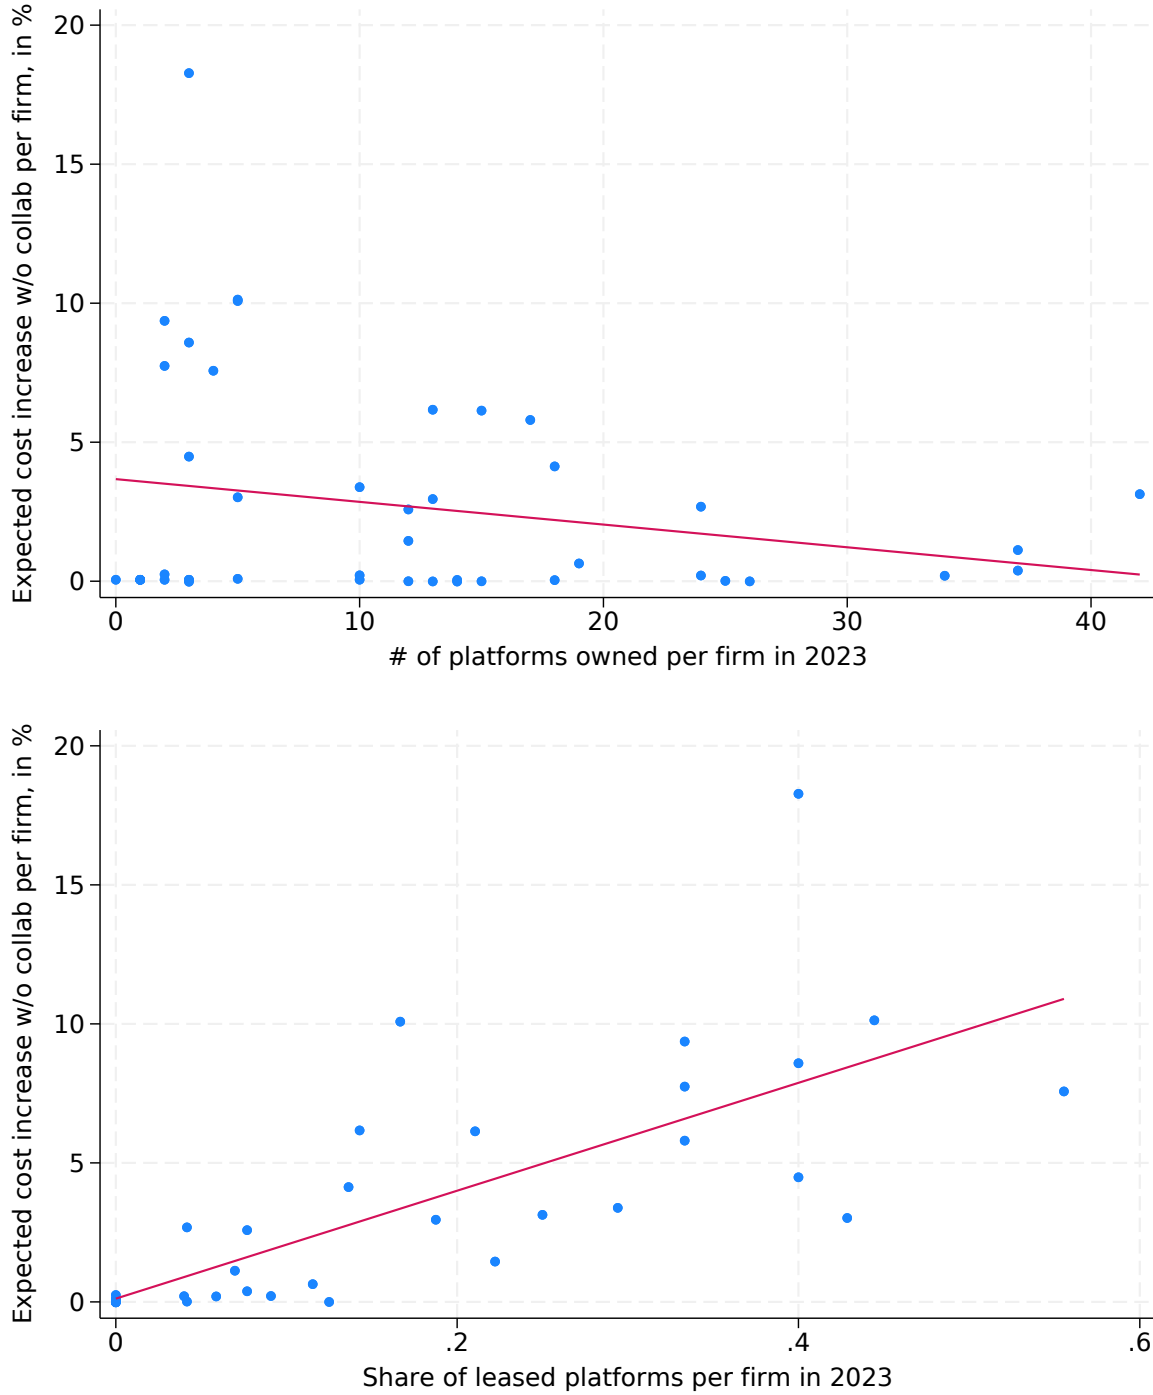 Expected cost increase w/o collab per firm, in %
20
15
10
5
0
0 10 20 30 40
# of platforms owned per firm in 2023
Expected cost increase w/o collab per firm, in %
20
15
10
5
0
0 .2 .4 .6
Share of leased platforms per firm in 2023